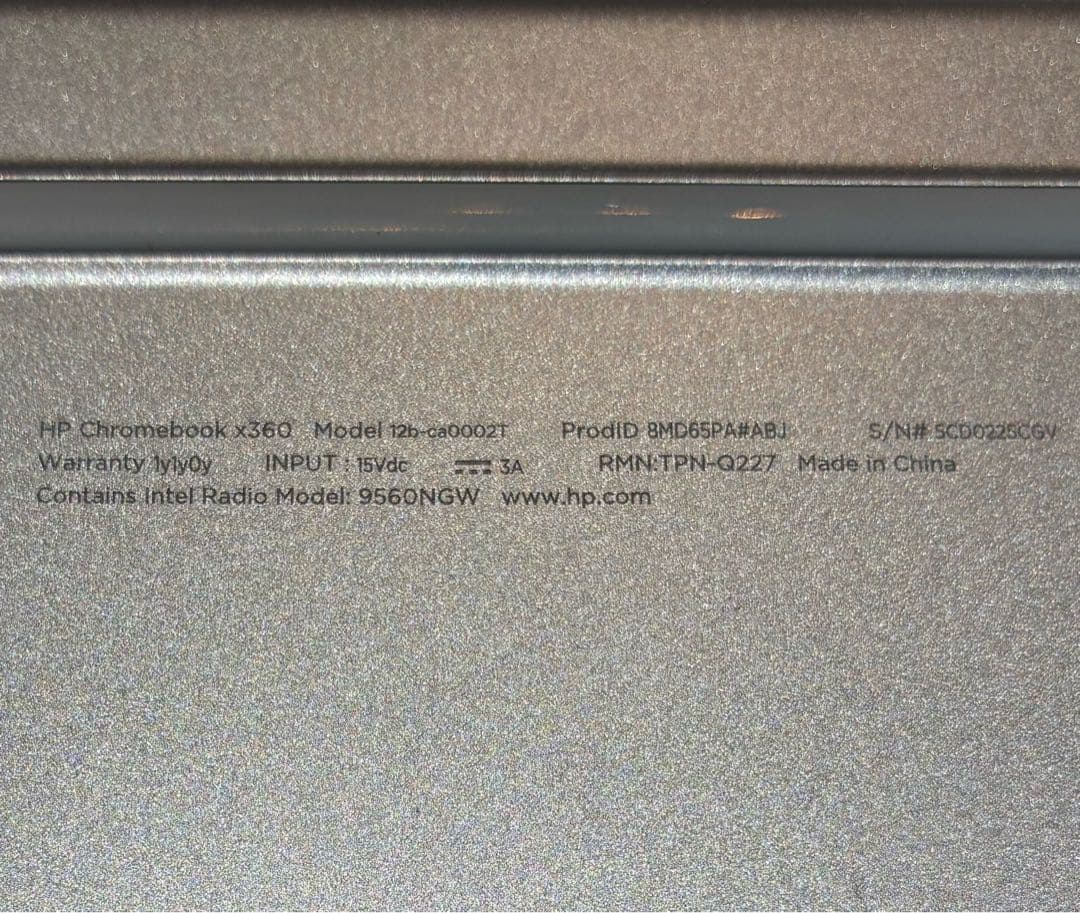 HP Chromebook x360 Model 12b-ca0002T ProdID 8MD65PA#ABJ S/N# 5CD0225CGV
Warranty 1y1y0y INPUT : 15Vdc ⎓ 3A RMN:TPN-Q227 Made in China
Contains Intel Radio Model: 9560NGW www.hp.com